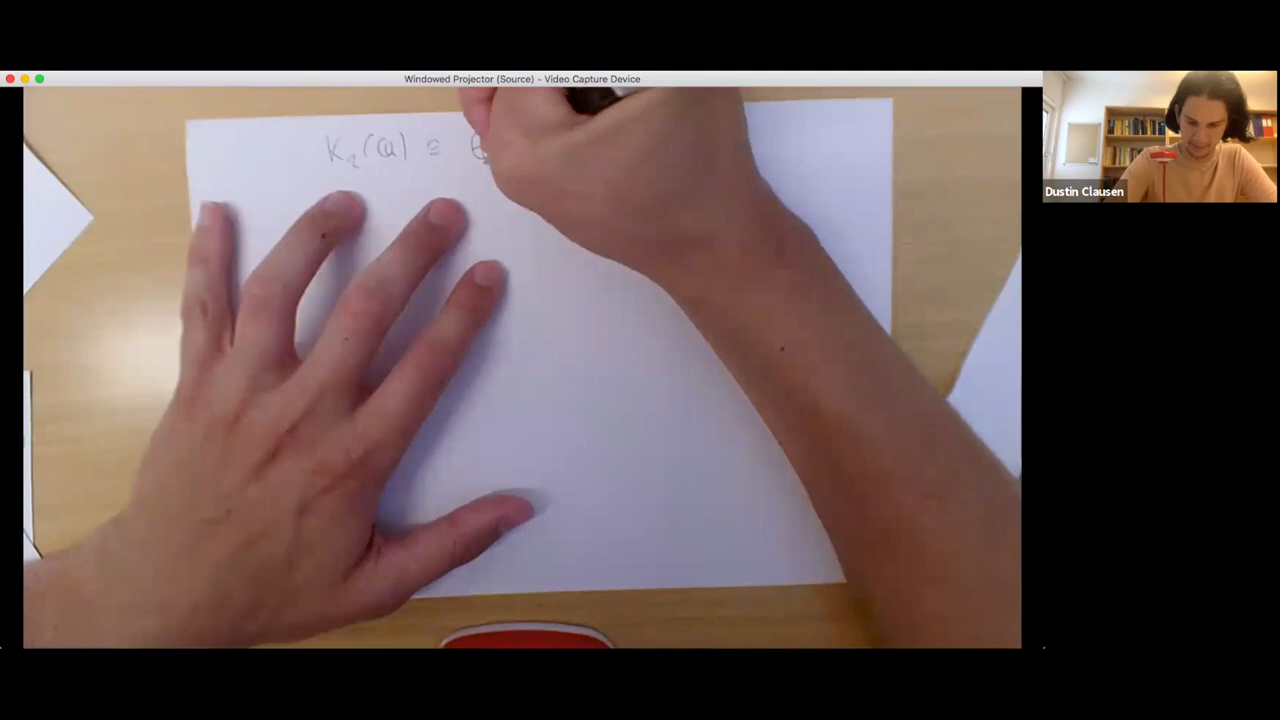 Windowed Projector (Source) - Video Capture Device
Dustin Clausen
K₂(ℚ) ≅